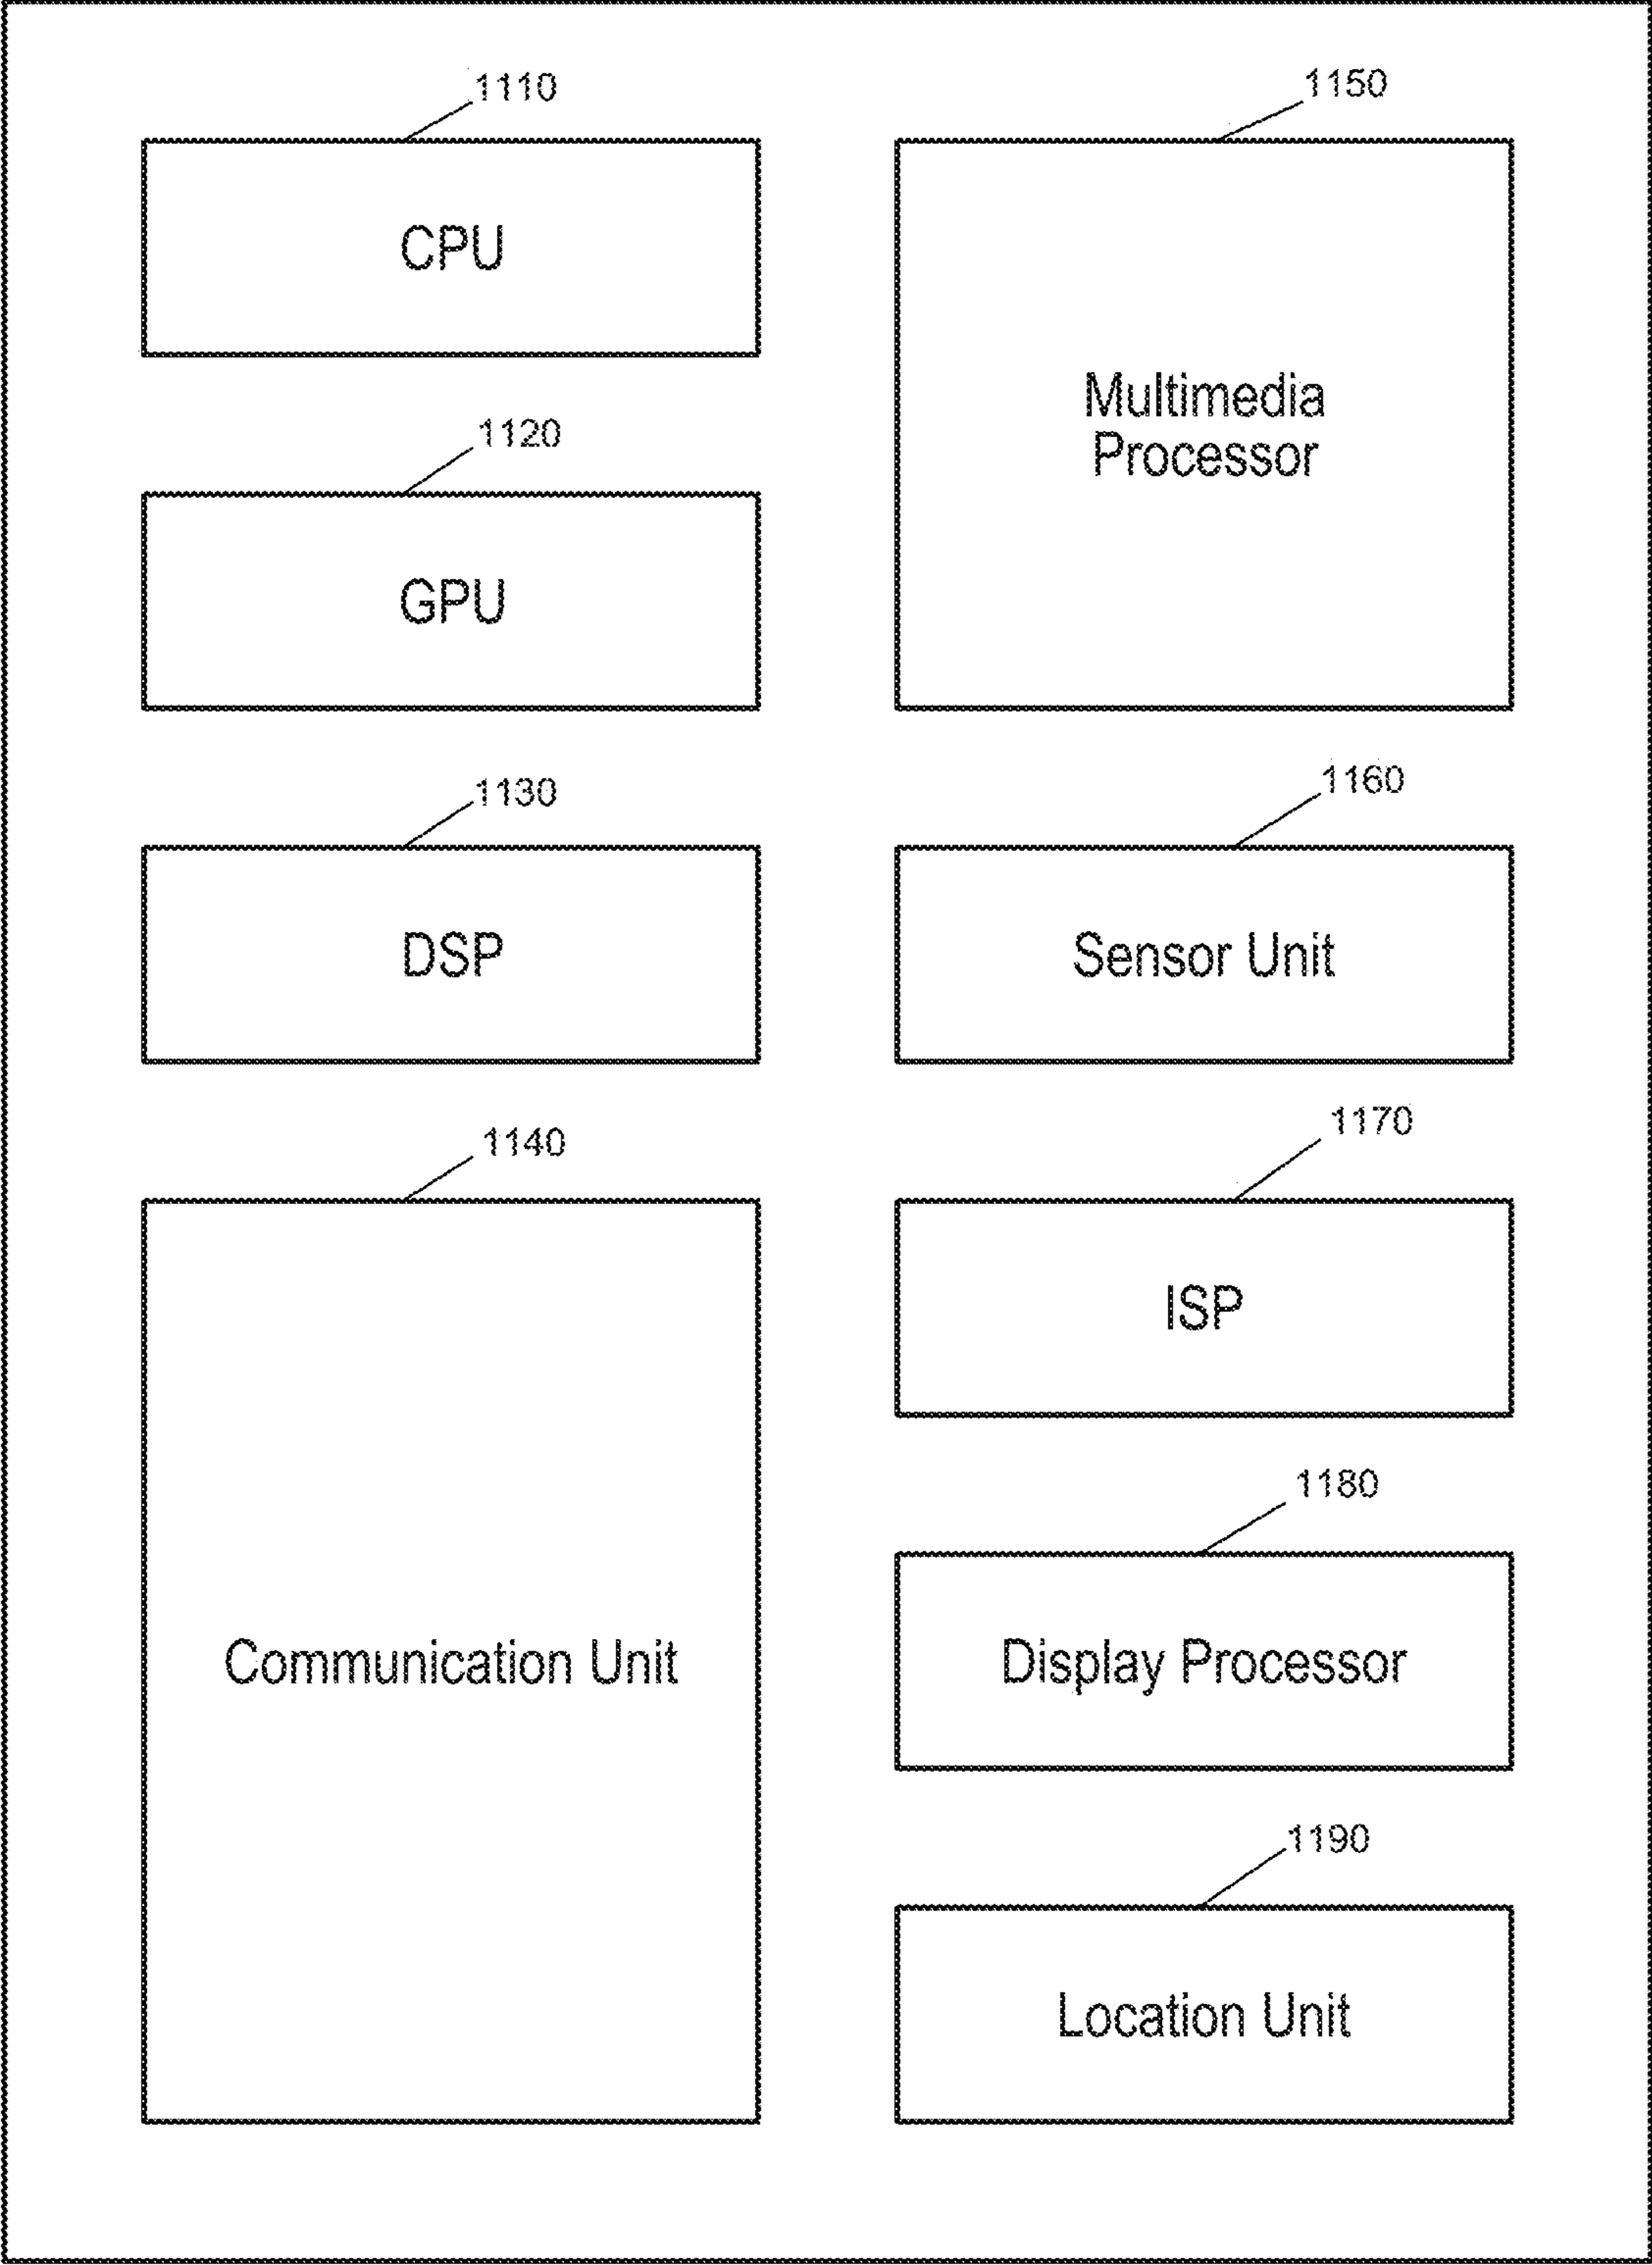 1110
CPU
1120
GPU
1130
DSP
1140
Communication Unit
1150
Multimedia
Processor
1160
Sensor Unit
1170
ISP
1180
Display Processor
1190
Location Unit